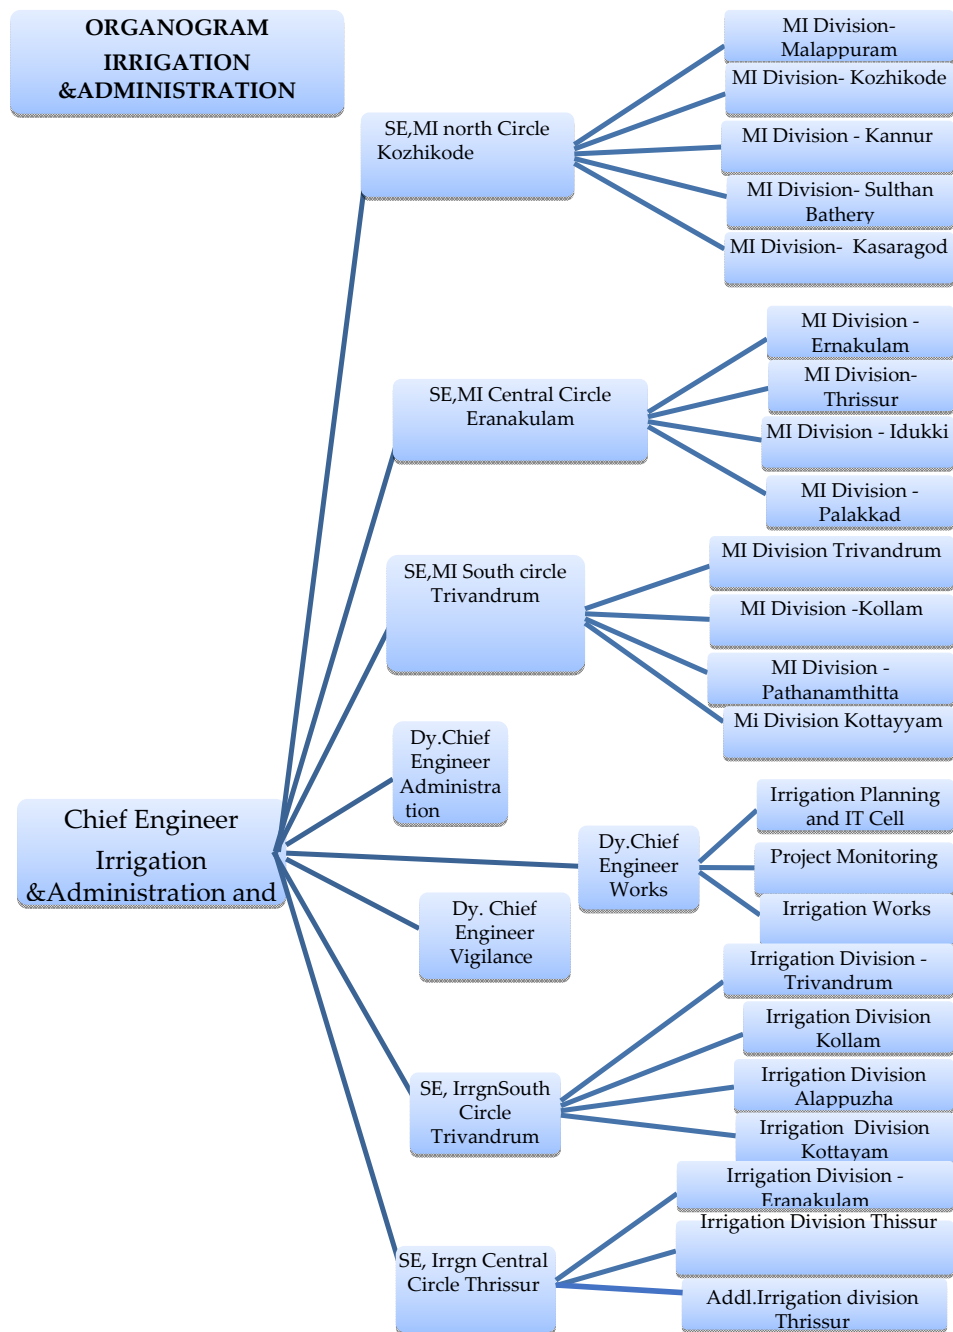 ORGANOGRAM
IRRIGATION
&ADMINISTRATION
MI Division-
Malappuram
MI Division- Kozhikode
MI Division - Kannur
MI Division- Sulthan
Bathery
MI Division-  Kasaragod
SE,MI north Circle
Kozhikode
MI Division -
Ernakulam
MI Division-
Thrissur
MI Division - Idukki
MI Division -
Palakkad
SE,MI Central Circle
Eranakulam
MI Division Trivandrum
MI Division -Kollam
MI Division -
Pathanamthitta
Mi Division Kottayyam
SE,MI South circle
Trivandrum
Dy.Chief
Engineer
Administra
tion
Chief Engineer
Irrigation
&Administration and
Dy.Chief
Engineer
Works
Irrigation Planning
and IT Cell
Project Monitoring
Irrigation Works
Dy. Chief
Engineer
Vigilance
Irrigation Division -
Trivandrum
Irrigation Division
Kollam
Irrigation Division
Alappuzha
Irrigation  Division
Kottayam
SE, IrrgnSouth
Circle
Trivandrum
Irrigation Division -
Eranakulam
Irrigation Division Thissur
Addl.Irrigation division
Thrissur
SE, Irrgn Central
Circle Thrissur